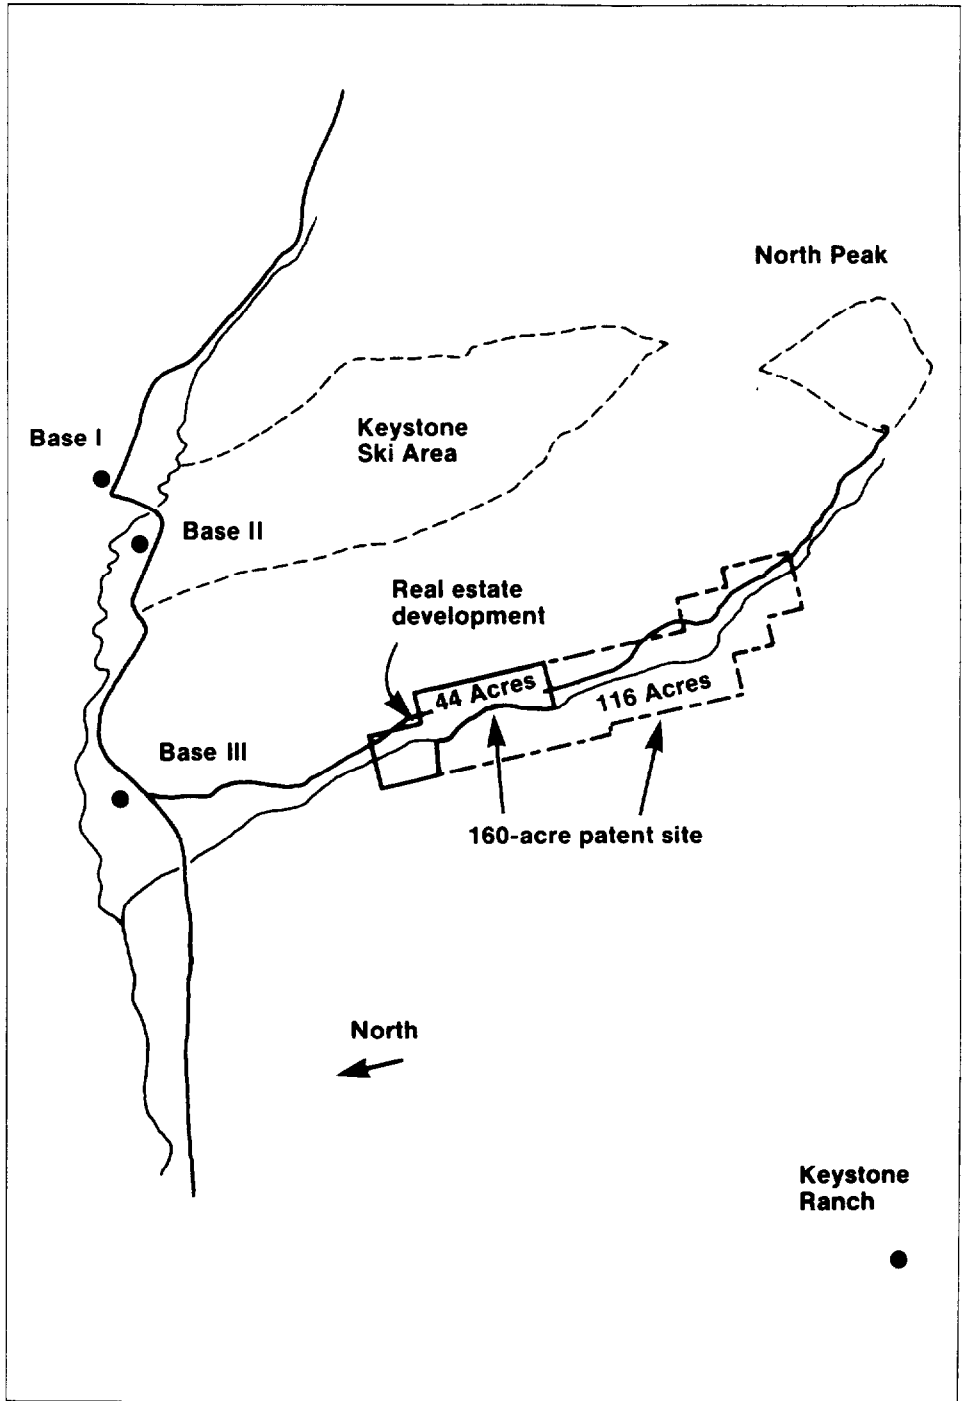 North Peak
Keystone
Ski Area
Base I
Base II
Real estate
development
44 Acres
116 Acres
Base III
160-acre patent site
North
Keystone
Ranch